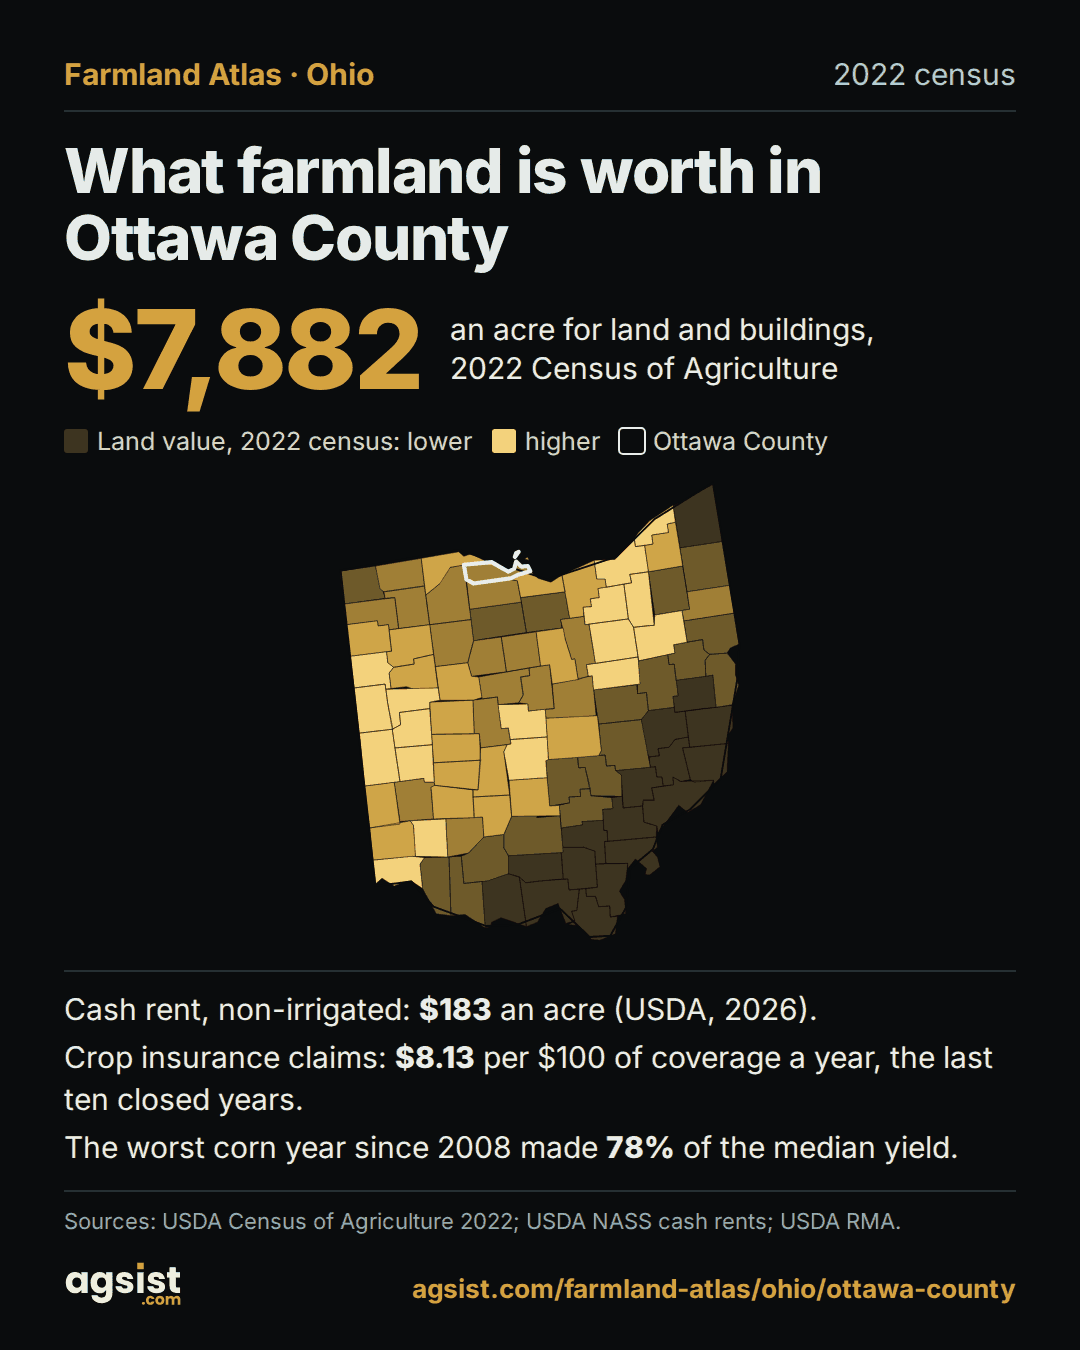 Farmland Atlas · Ohio
2022 census
What farmland is worth in
Ottawa County
$7,882
an acre for land and buildings,
2022 Census of Agriculture
Land value, 2022 census: lower
higher
Ottawa County
Cash rent, non-irrigated: $183 an acre (USDA, 2026).
Crop insurance claims: $8.13 per $100 of coverage a year, the last
ten closed years.
The worst corn year since 2008 made 78% of the median yield.
Sources: USDA Census of Agriculture 2022; USDA NASS cash rents; USDA RMA.
agsist
.com
agsist.com/farmland-atlas/ohio/ottawa-county